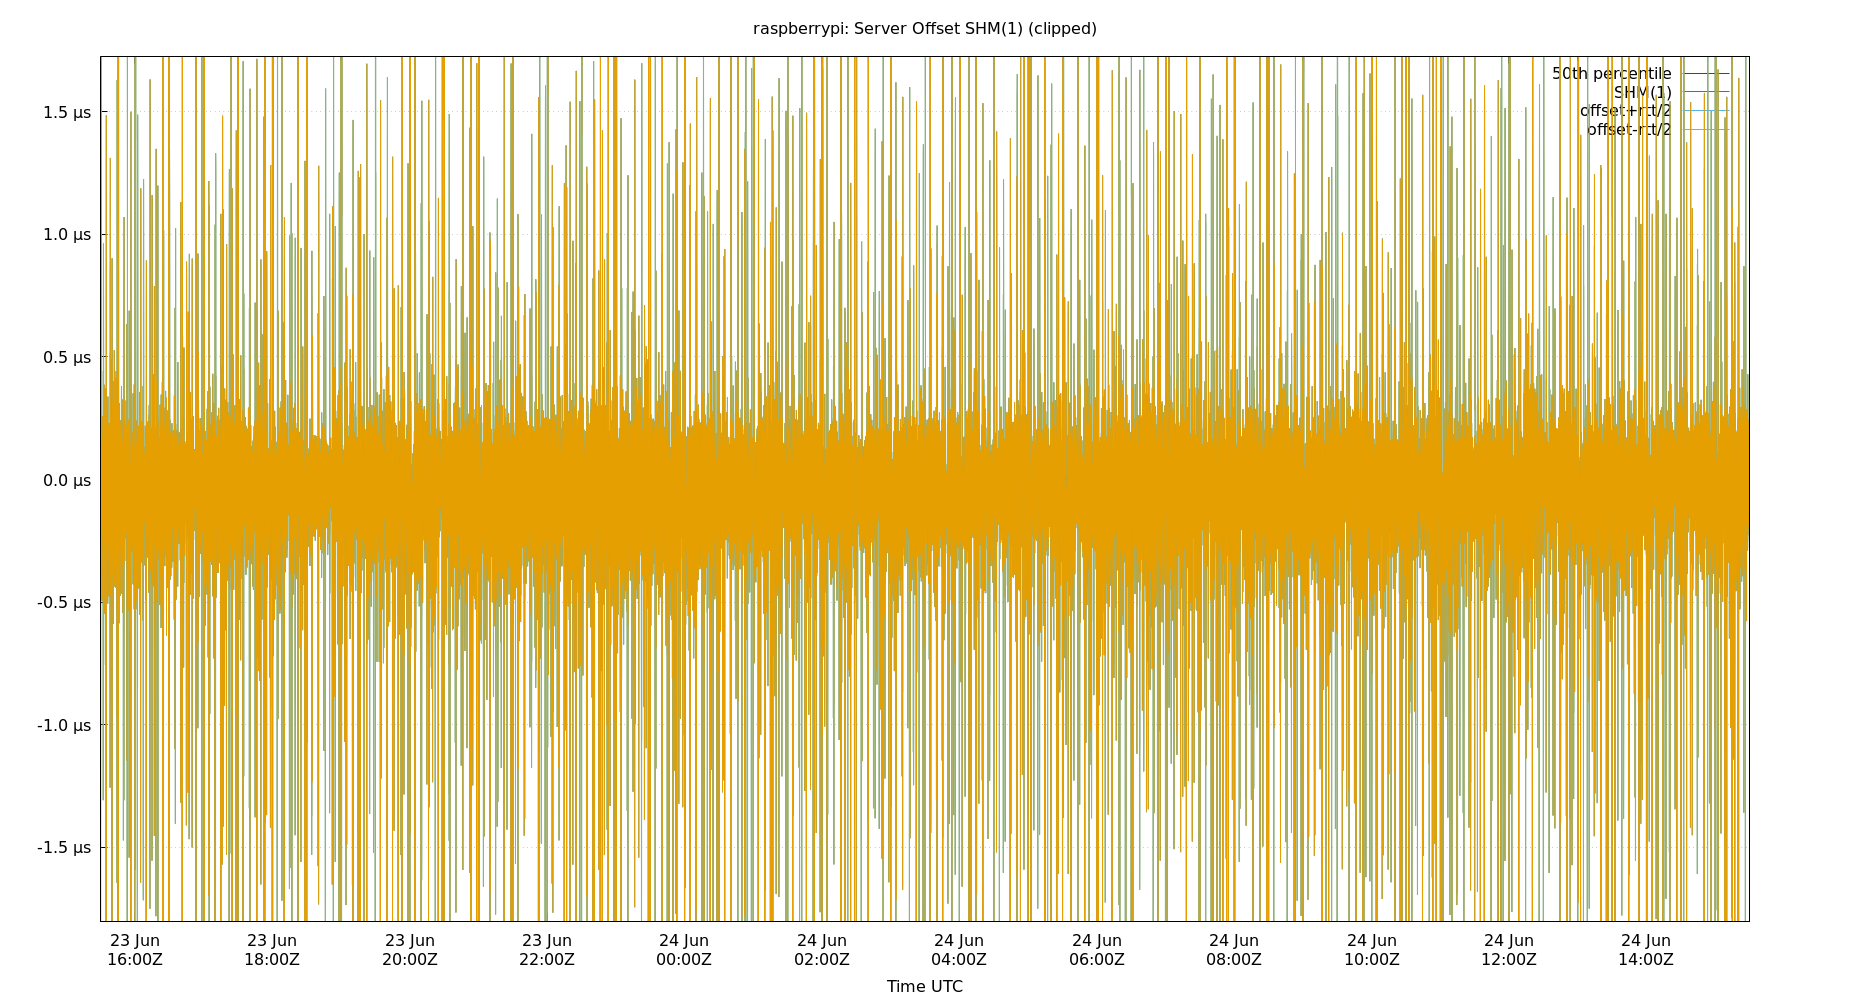 raspberrypi: Server Offset SHM(1) (clipped)
50th percentile
SHM(1)
offset+rtt/2
offset-rtt/2
1.5 µs
1.0 µs
0.5 µs
0.0 µs
-0.5 µs
-1.0 µs
-1.5 µs
23 Jun 23 Jun 23 Jun 23 Jun 24 Jun 24 Jun 24 Jun 24 Jun 24 Jun 24 Jun 24 Jun 24 Jun
16:00Z 18:00Z 20:00Z 22:00Z 00:00Z 02:00Z 04:00Z 06:00Z 08:00Z 10:00Z 12:00Z 14:00Z
Time UTC